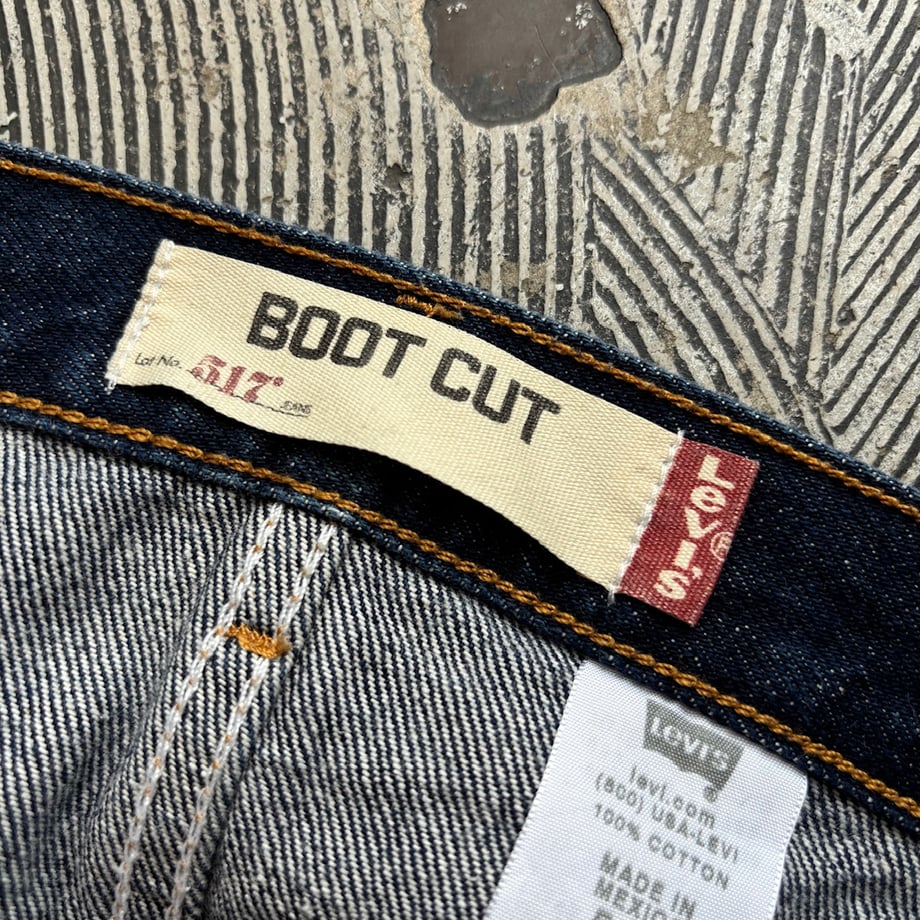 BOOT CUT
Lot No. 517® JEANS
LEVI'S®
LEVI'S®
levi.com
(800) USA-LEVI
100% COTTON
MADE IN
MEXICO